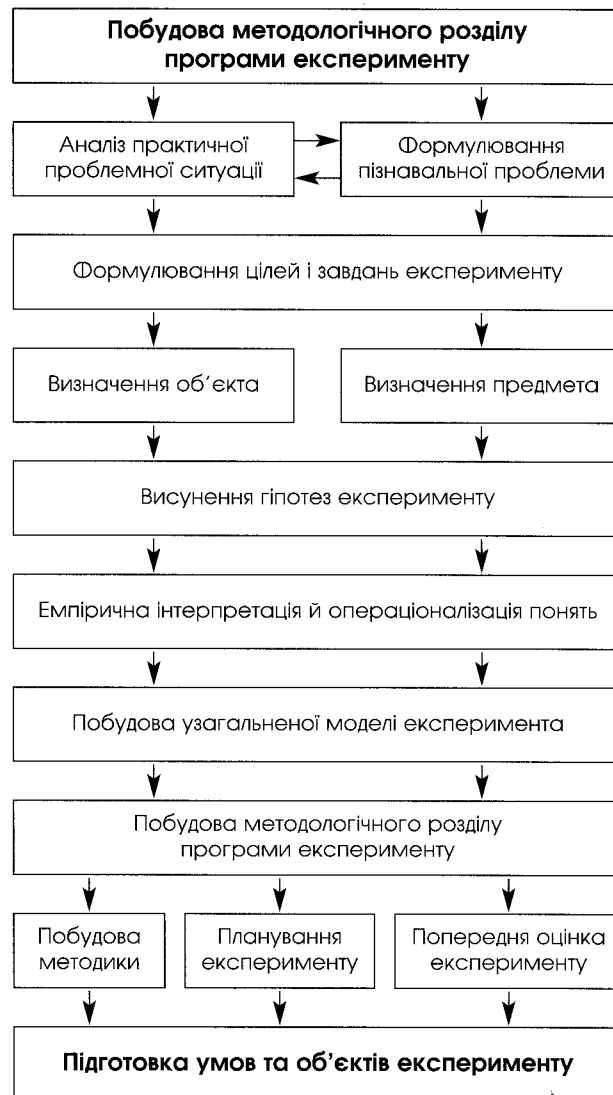 Побудова методологічного розділу
програми експерименту
Аналіз практичної
проблемної ситуації
Формулювання
пізнавальної проблеми
Формулювання цілей і завдань експерименту
Визначення об´єкта
Визначення предмета
Висунення гіпотез експерименту
Емпірична інтерпретація й операціоналізація понять
Побудова узагальненої моделі експеримента
Побудова методологічного розділу
програми експерименту
Побудова
методики
Планування
експерименту
Попередня оцінка
експерименту
Підготовка умов та об’єктів експерименту